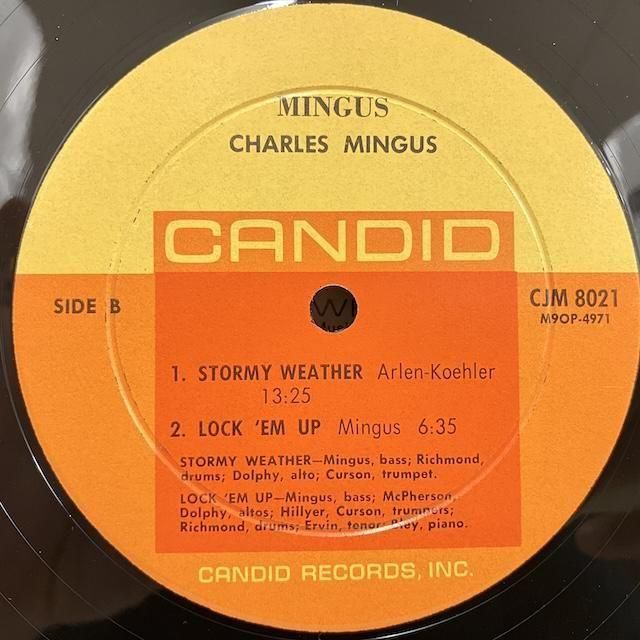 MINGUS
CHARLES MINGUS
CANDID
SIDE B
CJM 8021
M9OP-4971
1. STORMY WEATHER Arlen-Koehler
13:25
2. LOCK 'EM UP Mingus 6:35
STORMY WEATHER—Mingus, bass; Richmond,
drums; Dolphy, alto; Curson, trumpet.
LOCK 'EM UP—Mingus, bass; McPherson,
Dolphy, altos; Hillyer, Curson, trumpets;
Richmond, drums; Ervin, tenor; Bley, piano.
CANDID RECORDS, INC.